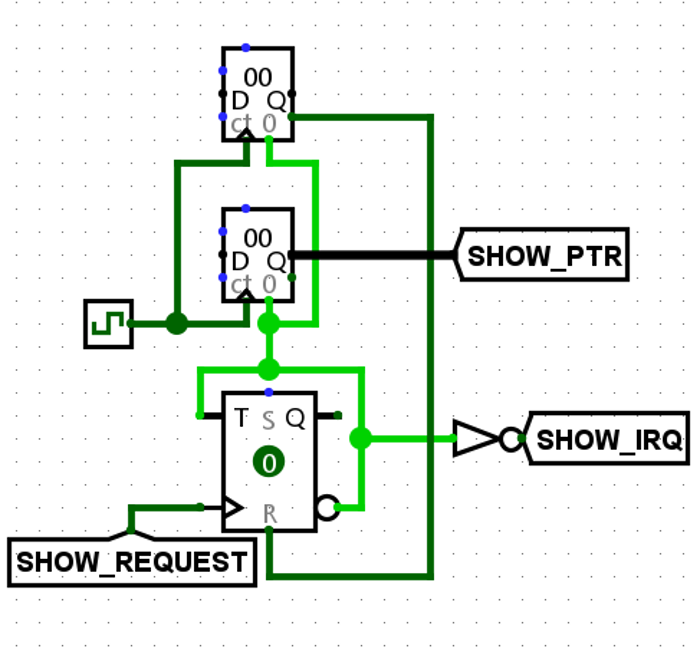 00
D Q
ct 0
00
D Q
ct 0
SHOW_PTR
T S Q
0
SHOW_IRQ
R
SHOW_REQUEST